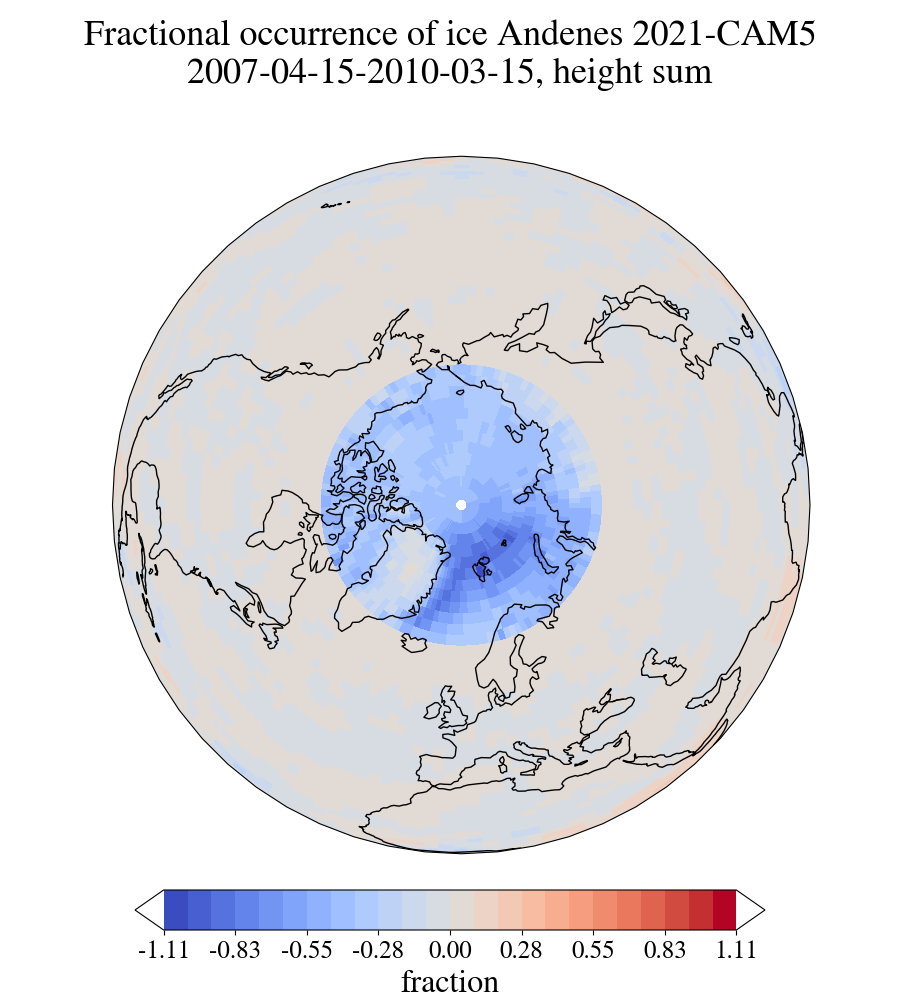 Fractional occurrence of ice Andenes 2021-CAM5
2007-04-15-2010-03-15, height sum
-1.11 -0.83 -0.55 -0.28 0.00 0.28 0.55 0.83 1.11
fraction